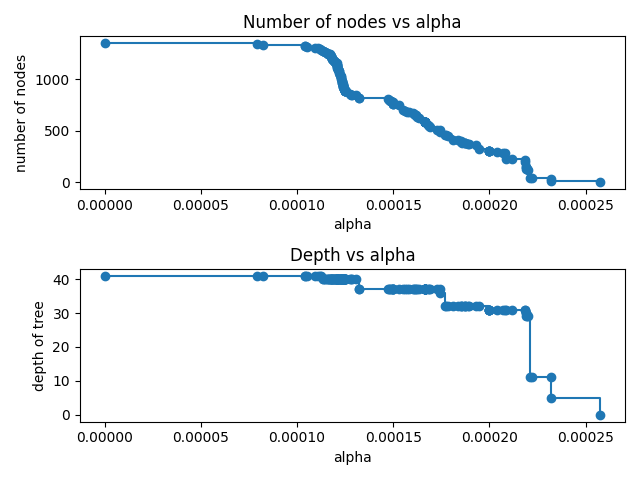 Number of nodes vs alpha
number of nodes
1000
500
0
0.00000 0.00005 0.00010 0.00015 0.00020 0.00025
alpha
Depth vs alpha
depth of tree
40
30
20
10
0
0.00000 0.00005 0.00010 0.00015 0.00020 0.00025
alpha